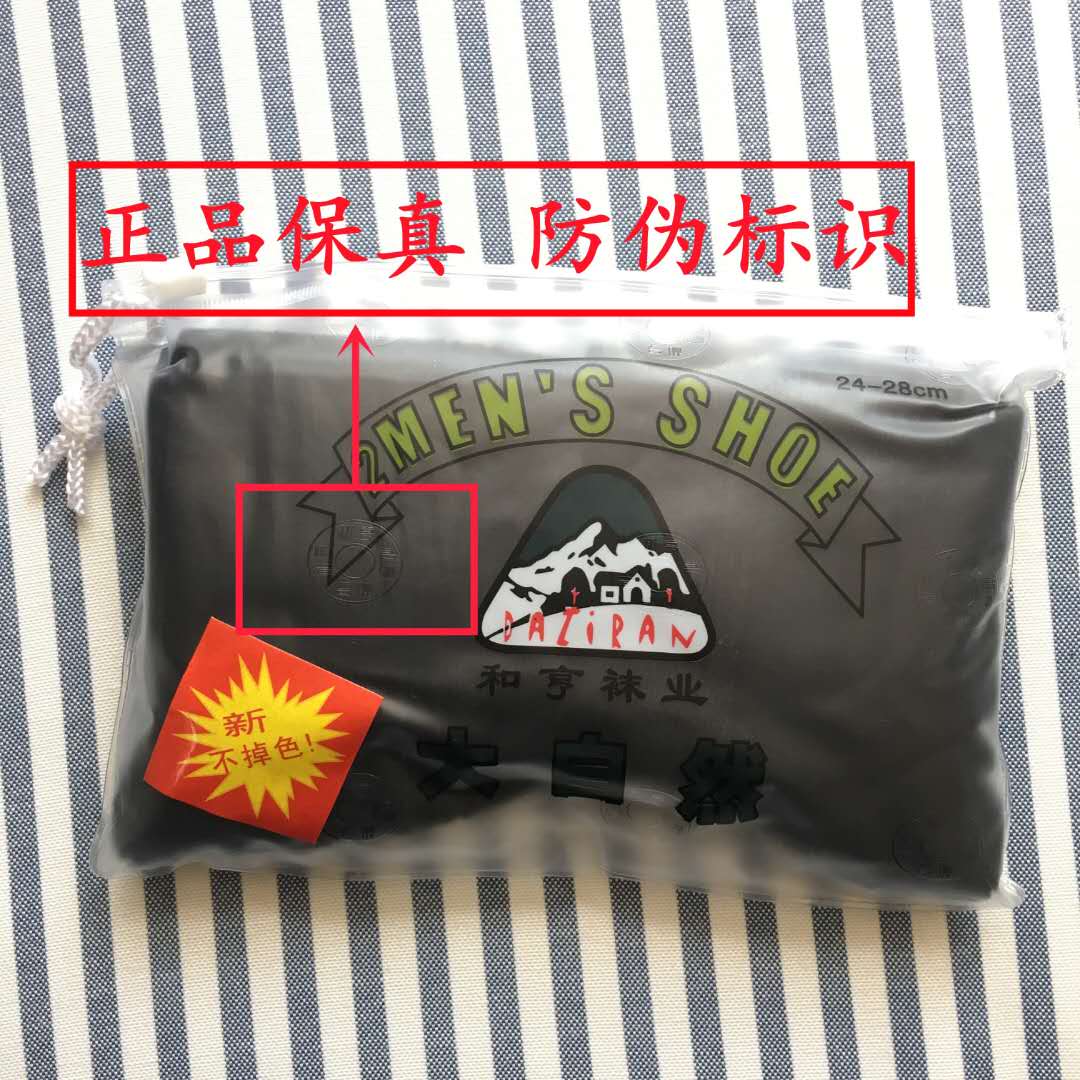 正品保真 防伪标识
24-28cm
2MEN'S SHOE
DAZiRAN
和亨袜业
大自然
新
不掉色!